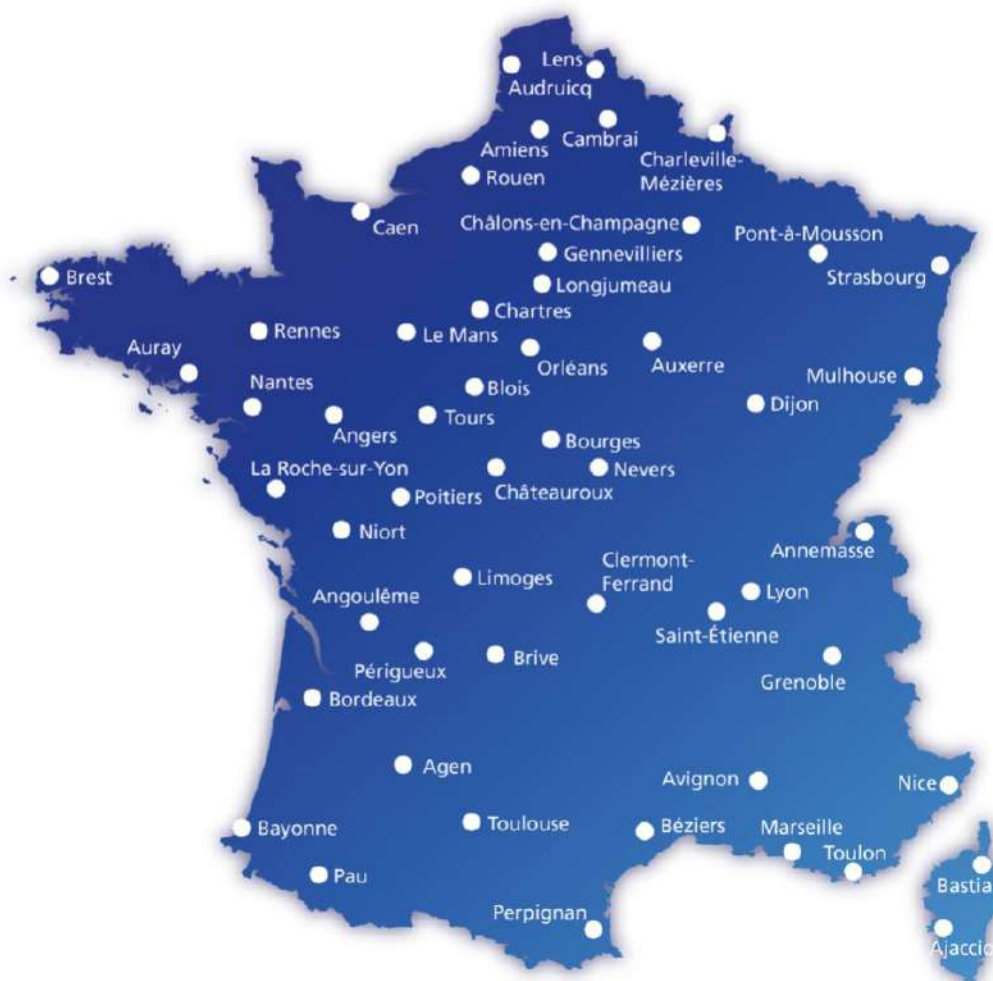 Lens
Audruicq
Cambrai
Amiens
Charleville-
Mézières
Rouen
Caen
Châlons-en-Champagne
Pont-à-Mousson
Gennevilliers
Strasbourg
Brest
Longjumeau
Chartres
Rennes
Le Mans
Auray
Orléans
Auxerre
Mulhouse
Nantes
Blois
Dijon
Angers
Tours
Bourges
La Roche-sur-Yon
Nevers
Châteauroux
Poitiers
Niort
Annemasse
Clermont-
Ferrand
Limoges
Lyon
Angoulême
Saint-Étienne
Périgueux
Brive
Grenoble
Bordeaux
Agen
Avignon
Nice
Bayonne
Toulouse
Béziers
Marseille
Toulon
Pau
Bastia
Perpignan
Ajaccio